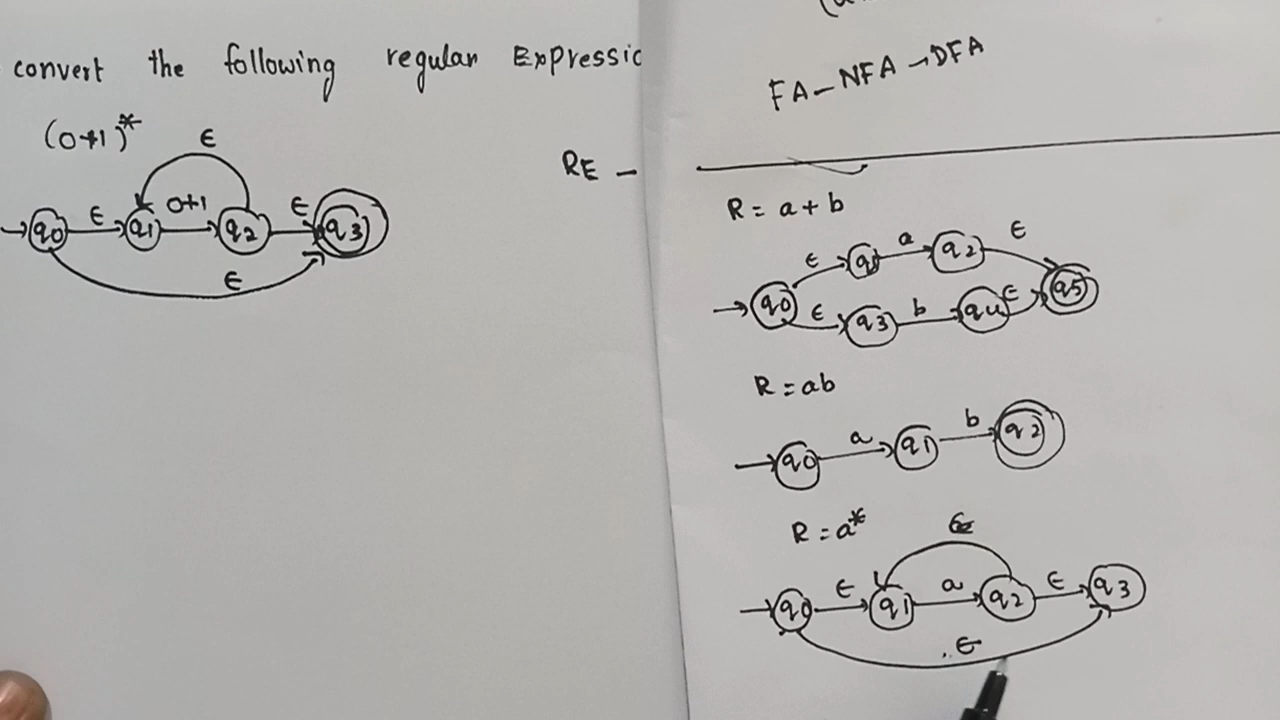 convert the following regular Expressio
(0+1)*
ϵ
q0 ϵ q1 0+1 q2 ϵ q3
ϵ
RE -
FA - NFA → DFA
R = a + b
ϵ q1 a q2 ϵ
q0 q5
ϵ q3 b q4 ϵ
R = ab
q0 a q1 b q2
R = a*
ϵ
q0 ϵ q1 a q2 ϵ q3
ϵ